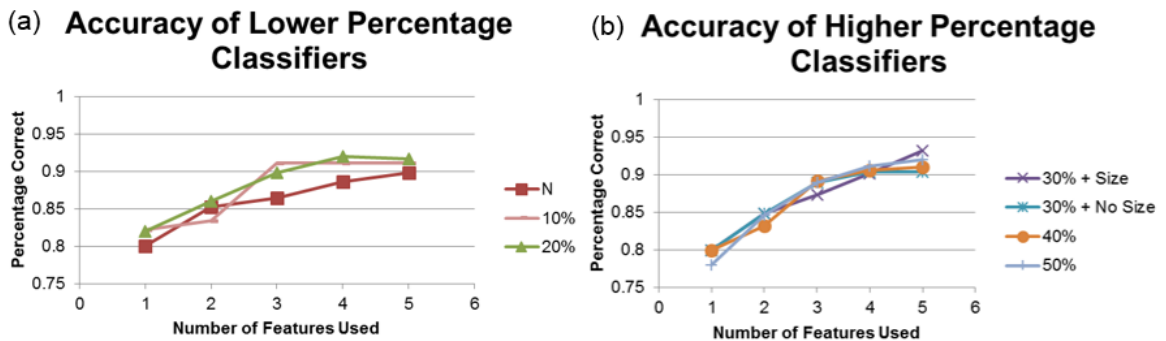 (a) Accuracy of Lower Percentage
Classifiers
Percentage Correct
1
0.95
0.9
0.85
0.8
0.75
0 1 2 3 4 5 6
Number of Features Used
N
10%
20%
(b) Accuracy of Higher Percentage
Classifiers
Percentage Correct
1
0.95
0.9
0.85
0.8
0.75
0 1 2 3 4 5 6
Number of Features Used
30% + Size
30% + No Size
40%
50%